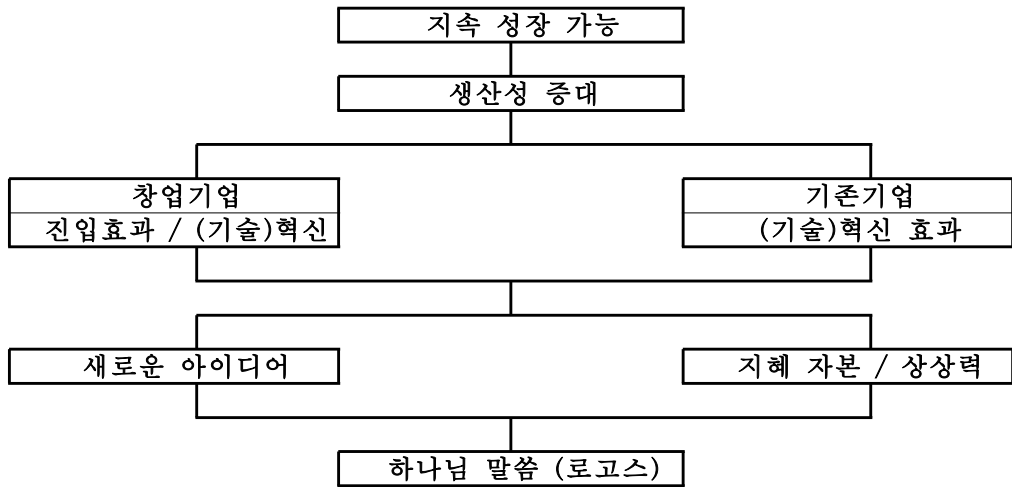 지속 성장 가능
생산성 증대
창업기업
진입효과 / (기술)혁신
기존기업
(기술)혁신 효과
새로운 아이디어
지혜 자본 / 상상력
하나님 말씀 (로고스)